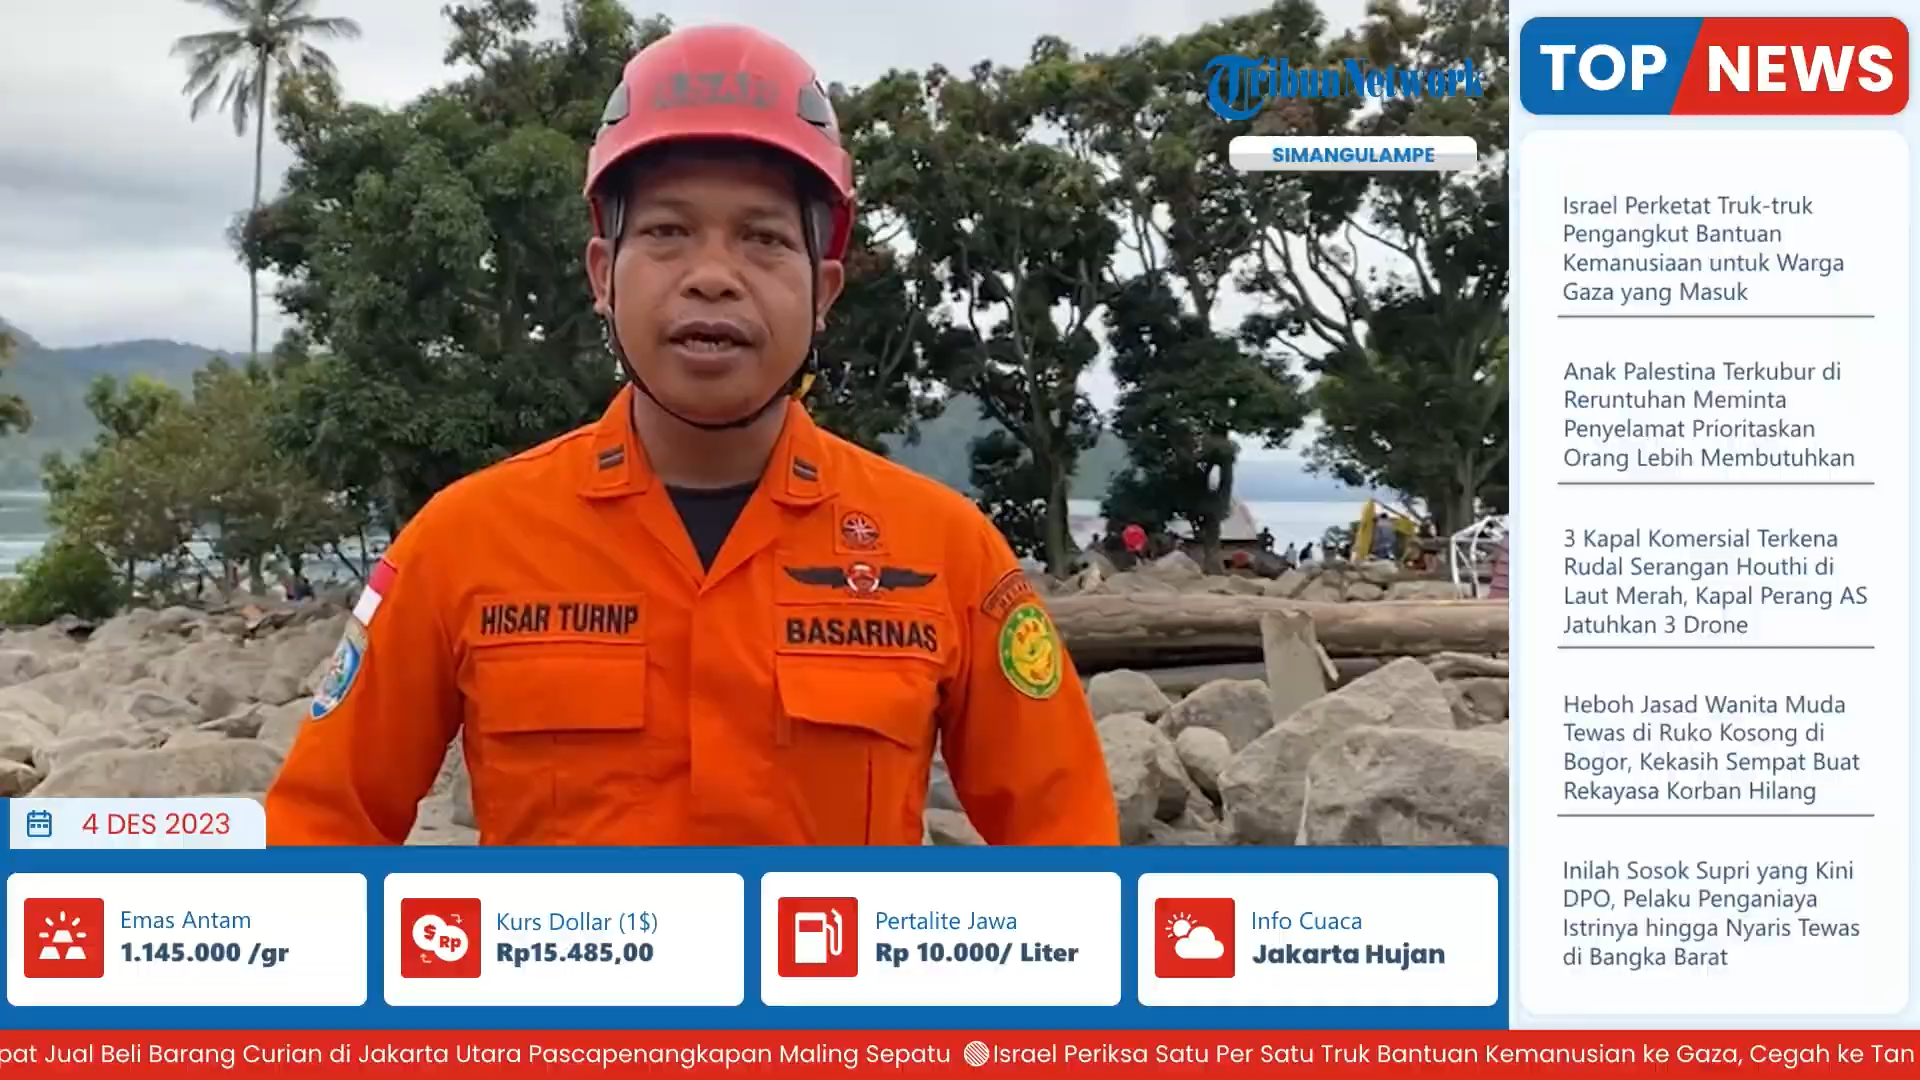 TribunNetwork
SIMANGULAMPE
HISAR TURNP
BASARNAS
4 DES 2023
Emas Antam
1.145.000 /gr
Kurs Dollar (1$)
Rp15.485,00
Pertalite Jawa
Rp 10.000/ Liter
Info Cuaca
Jakarta Hujan
TOP NEWS
Israel Perketat Truk-truk
Pengangkut Bantuan
Kemanusiaan untuk Warga
Gaza yang Masuk
Anak Palestina Terkubur di
Reruntuhan Meminta
Penyelamat Prioritaskan
Orang Lebih Membutuhkan
3 Kapal Komersial Terkena
Rudal Serangan Houthi di
Laut Merah, Kapal Perang AS
Jatuhkan 3 Drone
Heboh Jasad Wanita Muda
Tewas di Ruko Kosong di
Bogor, Kekasih Sempat Buat
Rekayasa Korban Hilang
Inilah Sosok Supri yang Kini
DPO, Pelaku Penganiaya
Istrinya hingga Nyaris Tewas
di Bangka Barat
pat Jual Beli Barang Curian di Jakarta Utara Pascapenangkapan Maling Sepatu Israel Periksa Satu Per Satu Truk Bantuan Kemanusian ke Gaza, Cegah ke Tan